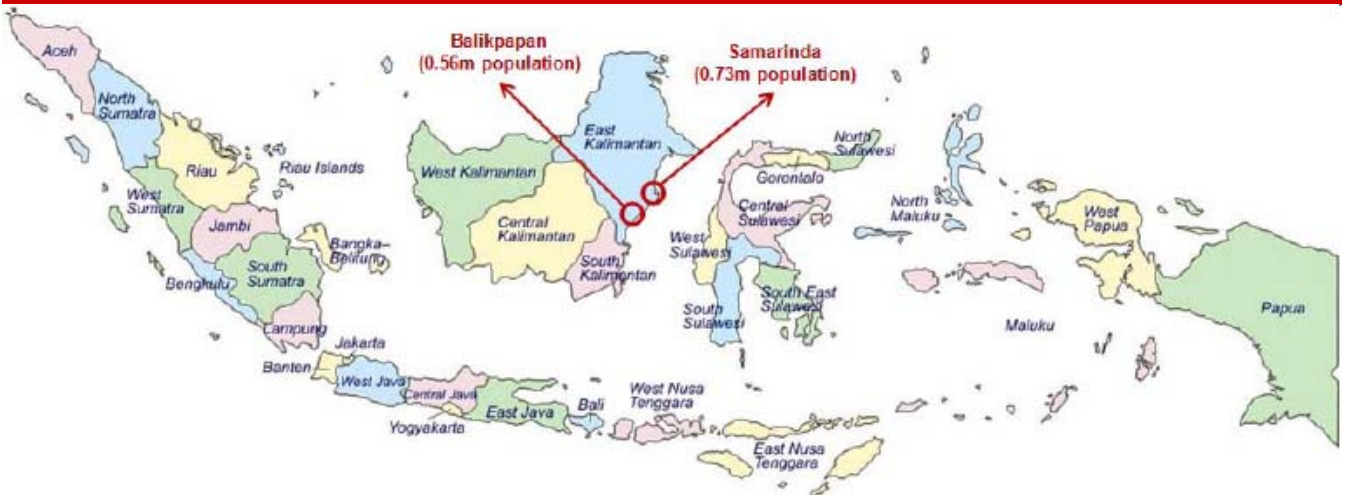 Balikpapan
(0.56m population)
Samarinda
(0.73m population)
Aceh
North
Sumatra
Riau
Riau Islands
West
Sumatra
Jambi
Bangka-
Belitung
South
Sumatra
Bengkulu
Lampung
Jakarta
Banten
West Java
Central Java
Yogyakarta
East Java
Bali
West Nusa
Tenggara
East Nusa
Tenggara
West Kalimantan
Central
Kalimantan
East
Kalimantan
South
Kalimantan
North
Sulawesi
Gorontalo
Central
Sulawesi
West
Sulawesi
South
Sulawesi
South East
Sulawesi
North
Maluku
Maluku
West
Papua
Papua